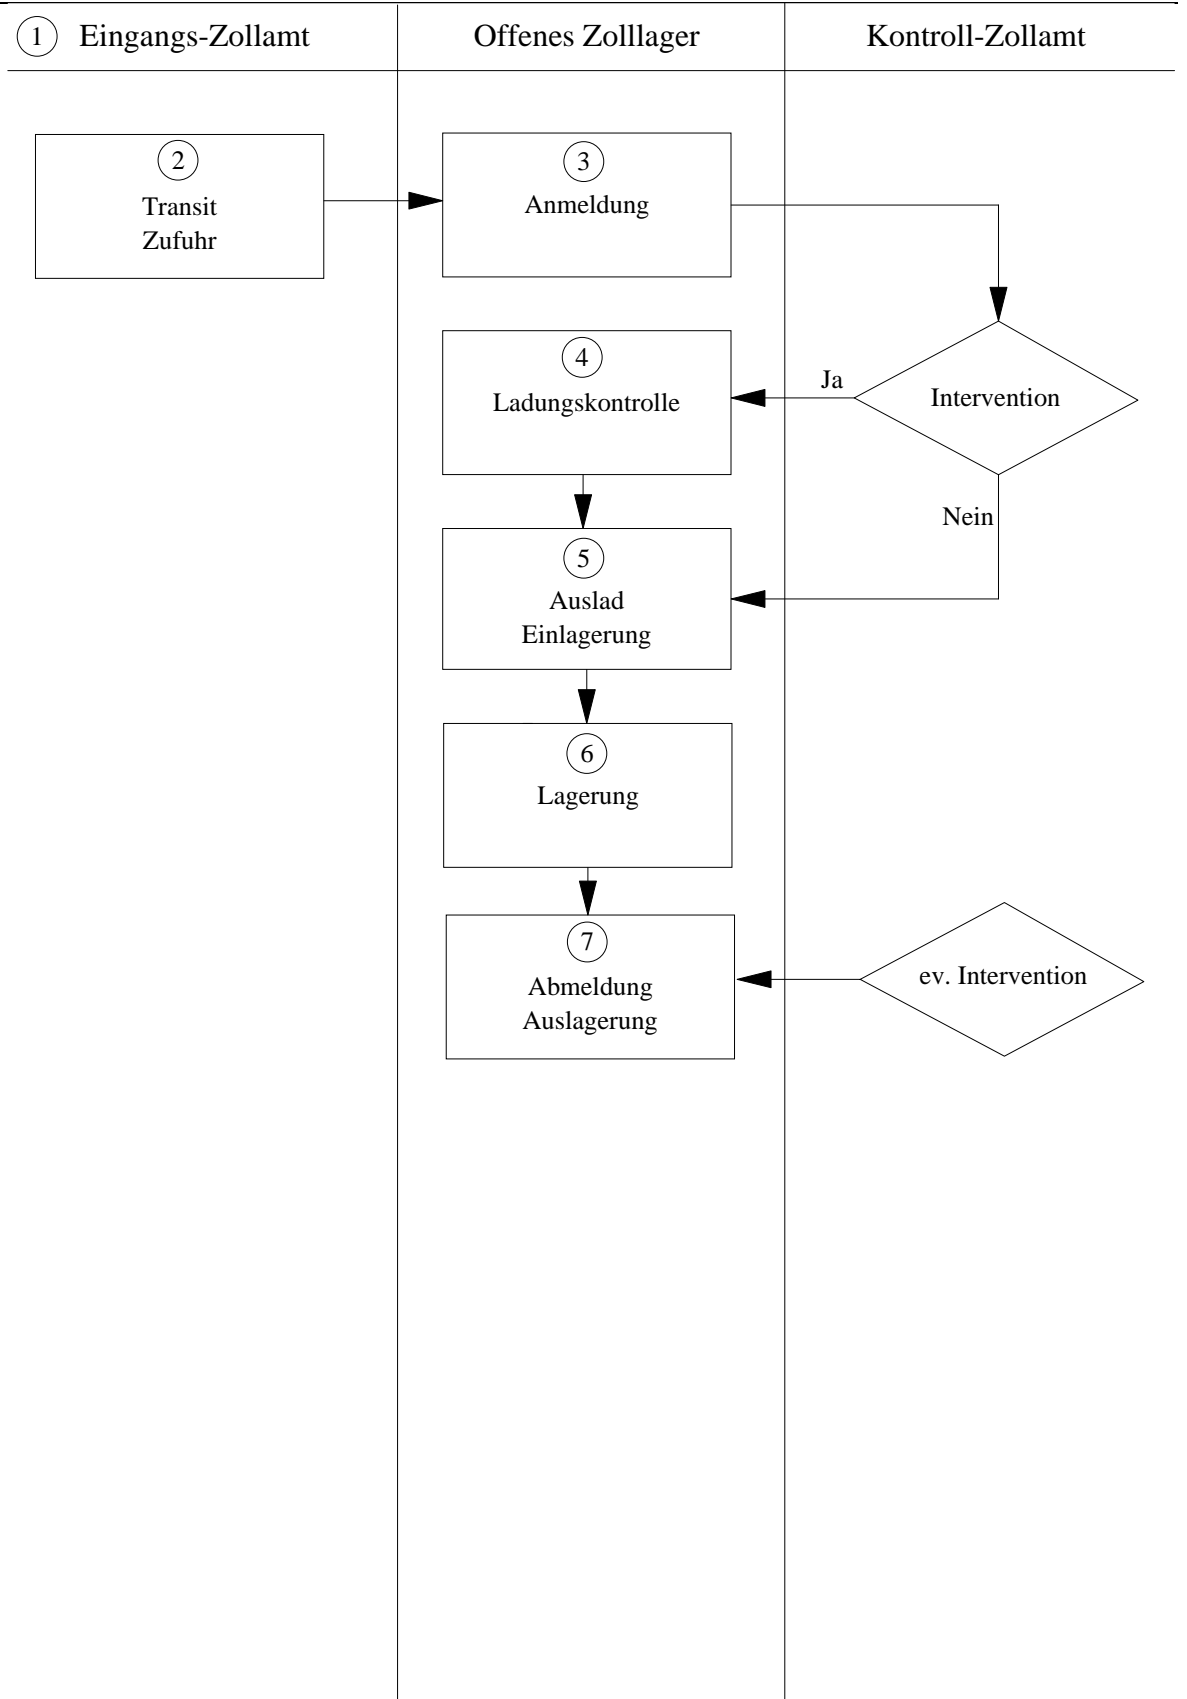 1 Eingangs-Zollamt
Offenes Zolllager
Kontroll-Zollamt
2
Transit
Zufuhr
3
Anmeldung
4
Ladungskontrolle
Ja
Intervention
Nein
5
Auslad
Einlagerung
6
Lagerung
7
Abmeldung
Auslagerung
ev. Intervention